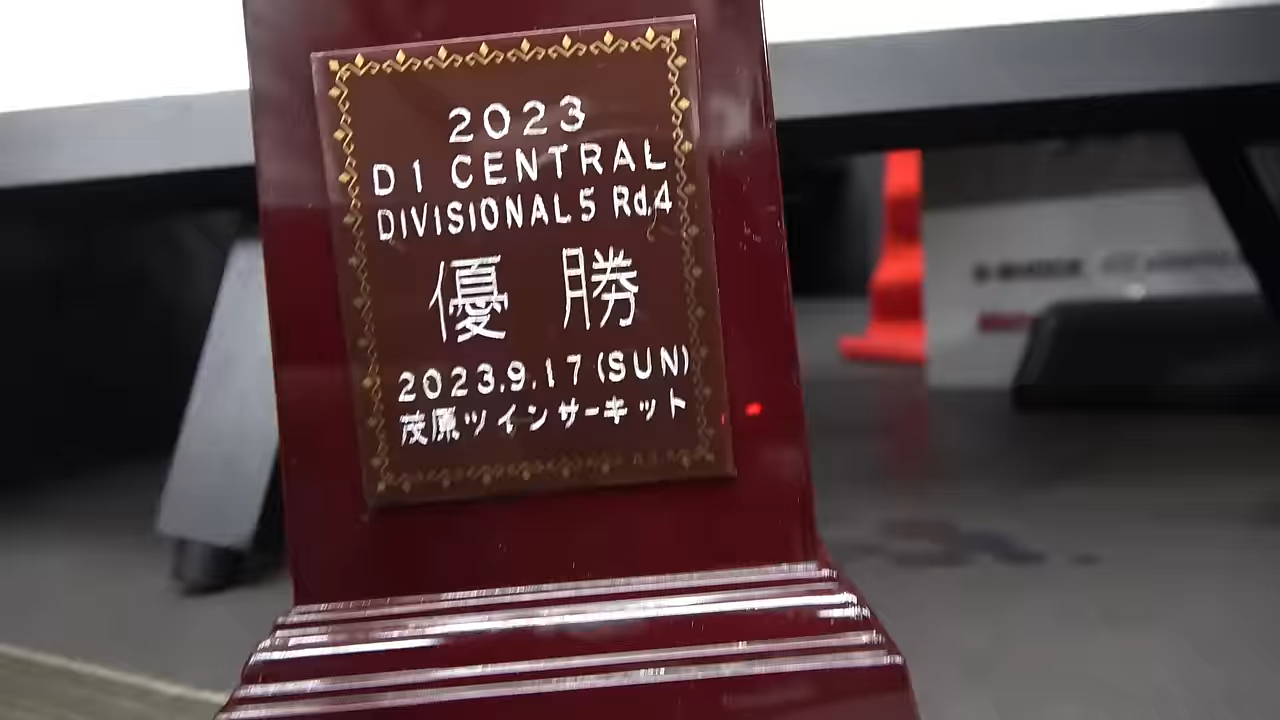 2023
D1 CENTRAL
DIVISIONAL5 Rd.4
優 勝
2023.9.17(SUN)
茂原ツインサーキット